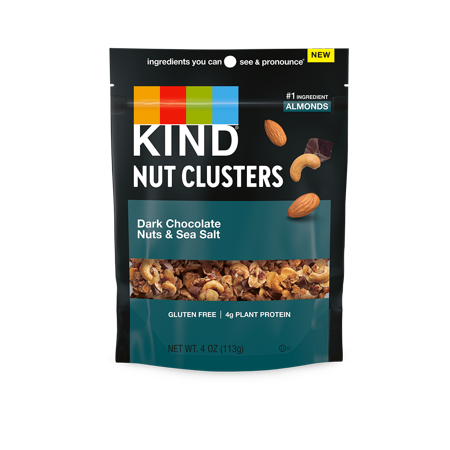 ingredients you can see & pronounce®
NEW
#1 INGREDIENT
ALMONDS
KIND
NUT CLUSTERS
Dark Chocolate
Nuts & Sea Salt
GLUTEN FREE | 4g PLANT PROTEIN
NET WT. 4 OZ (113g)